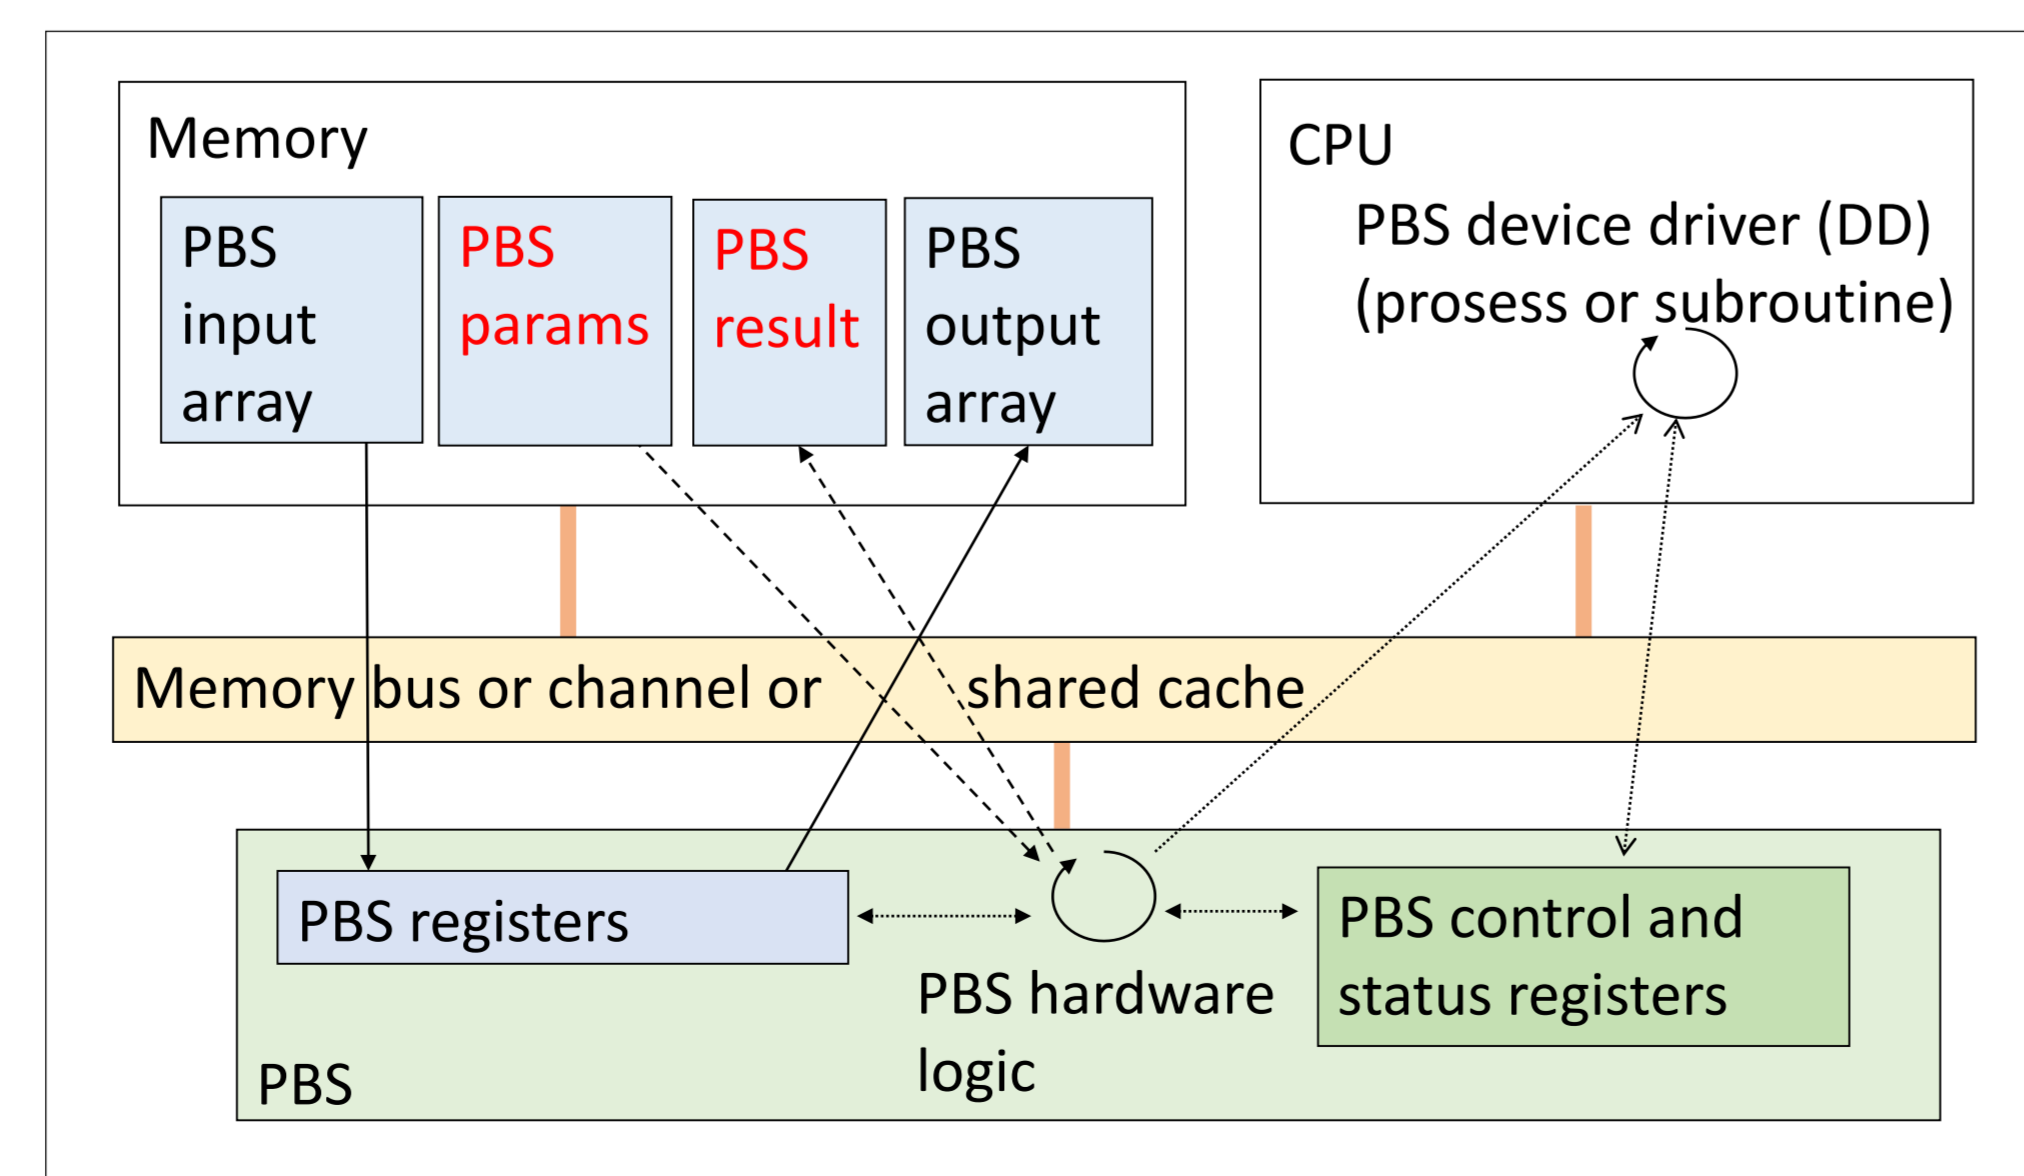 Memory
PBS
input
array
PBS
params
PBS
result
PBS
output
array
CPU
PBS device driver (DD)
(prosess or subroutine)
Memory bus or channel or shared cache
PBS registers
PBS hardware
logic
PBS control and
status registers
PBS